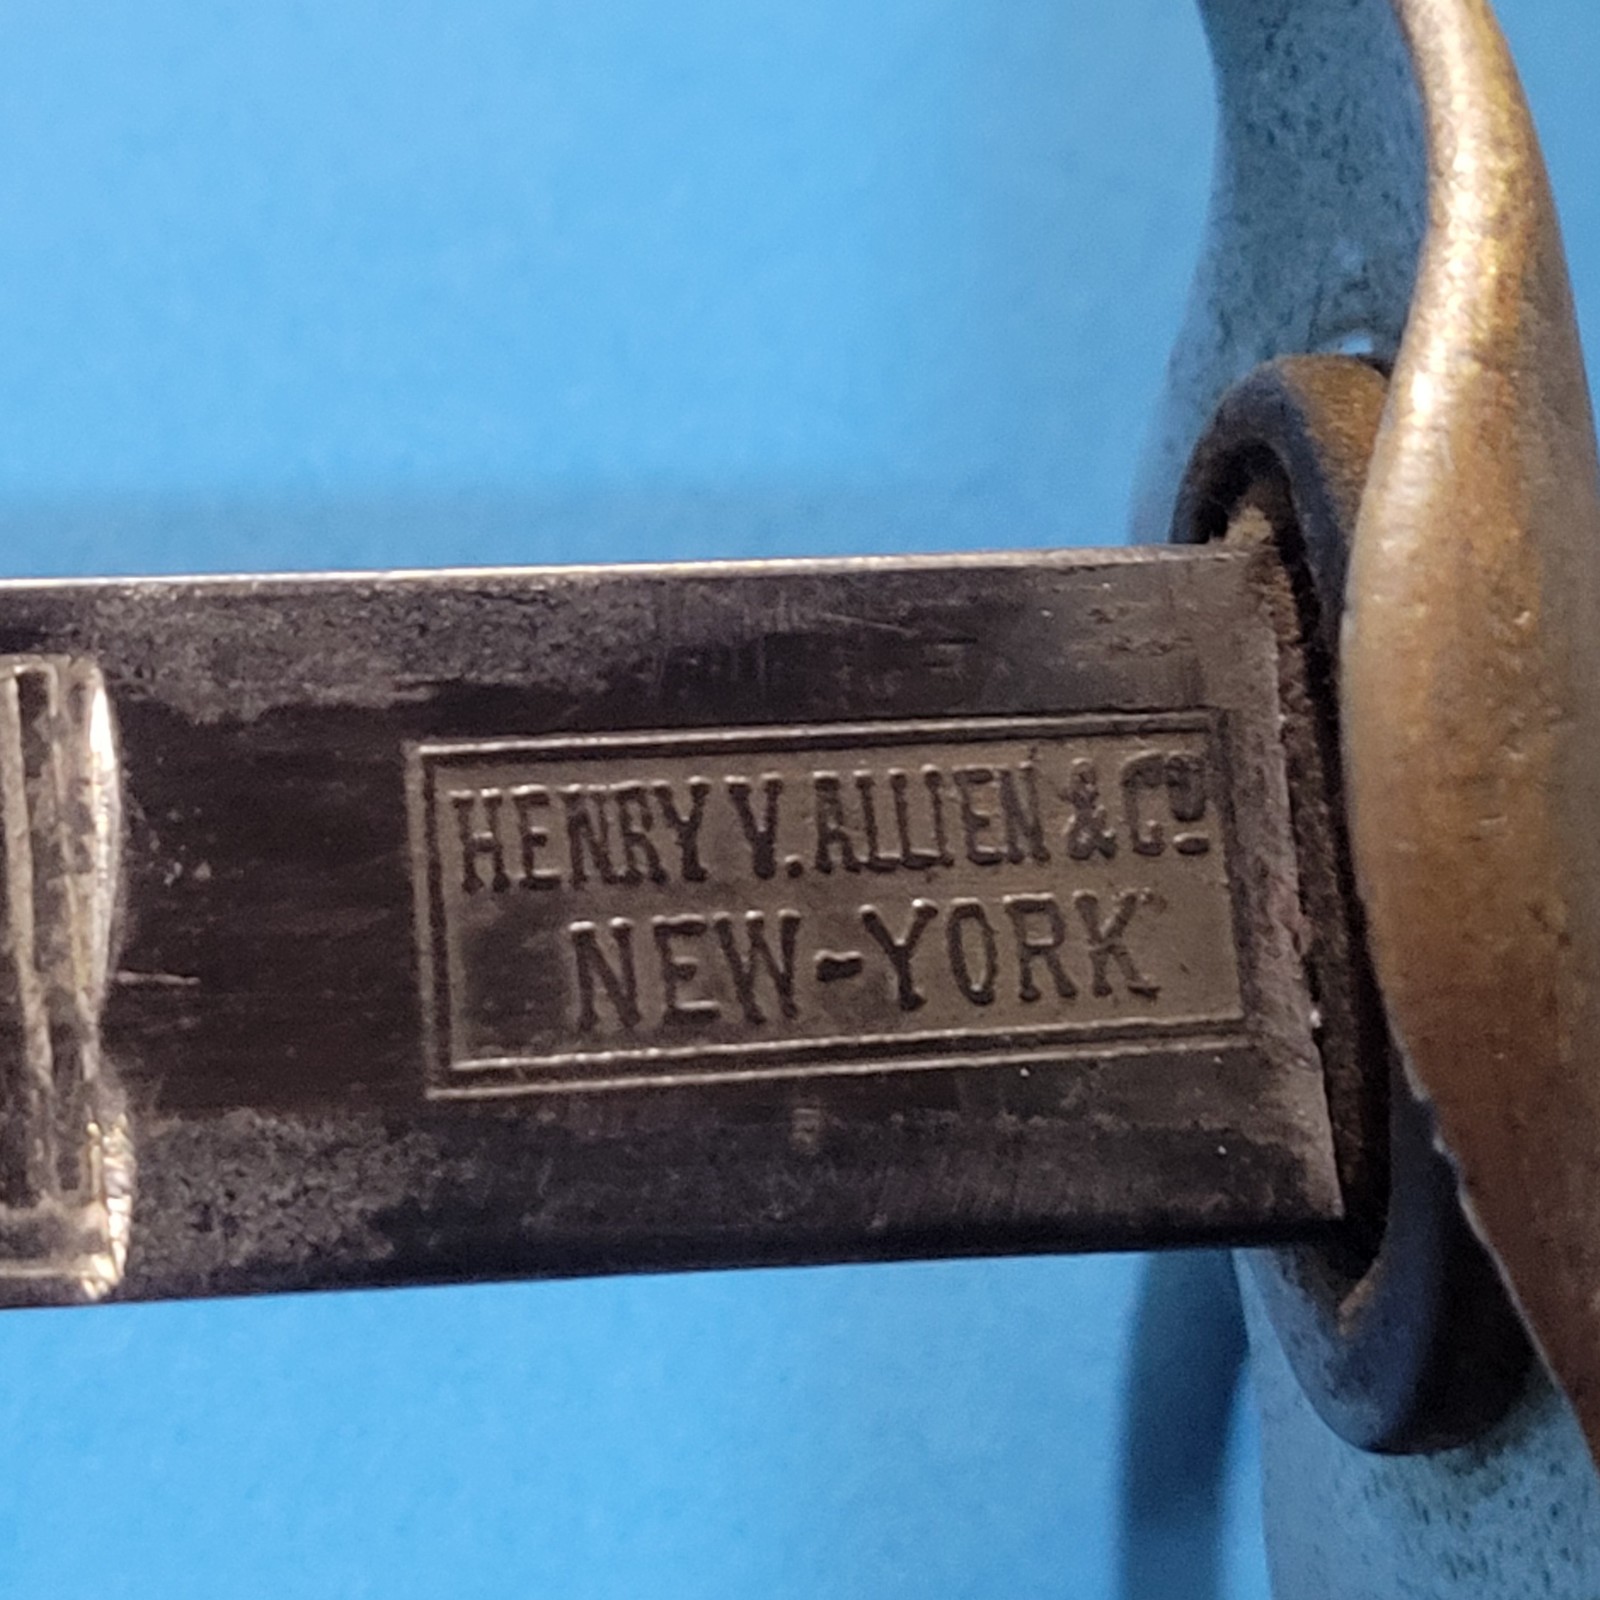 HENRY V. ALLIEN & Cº
NEW-YORK